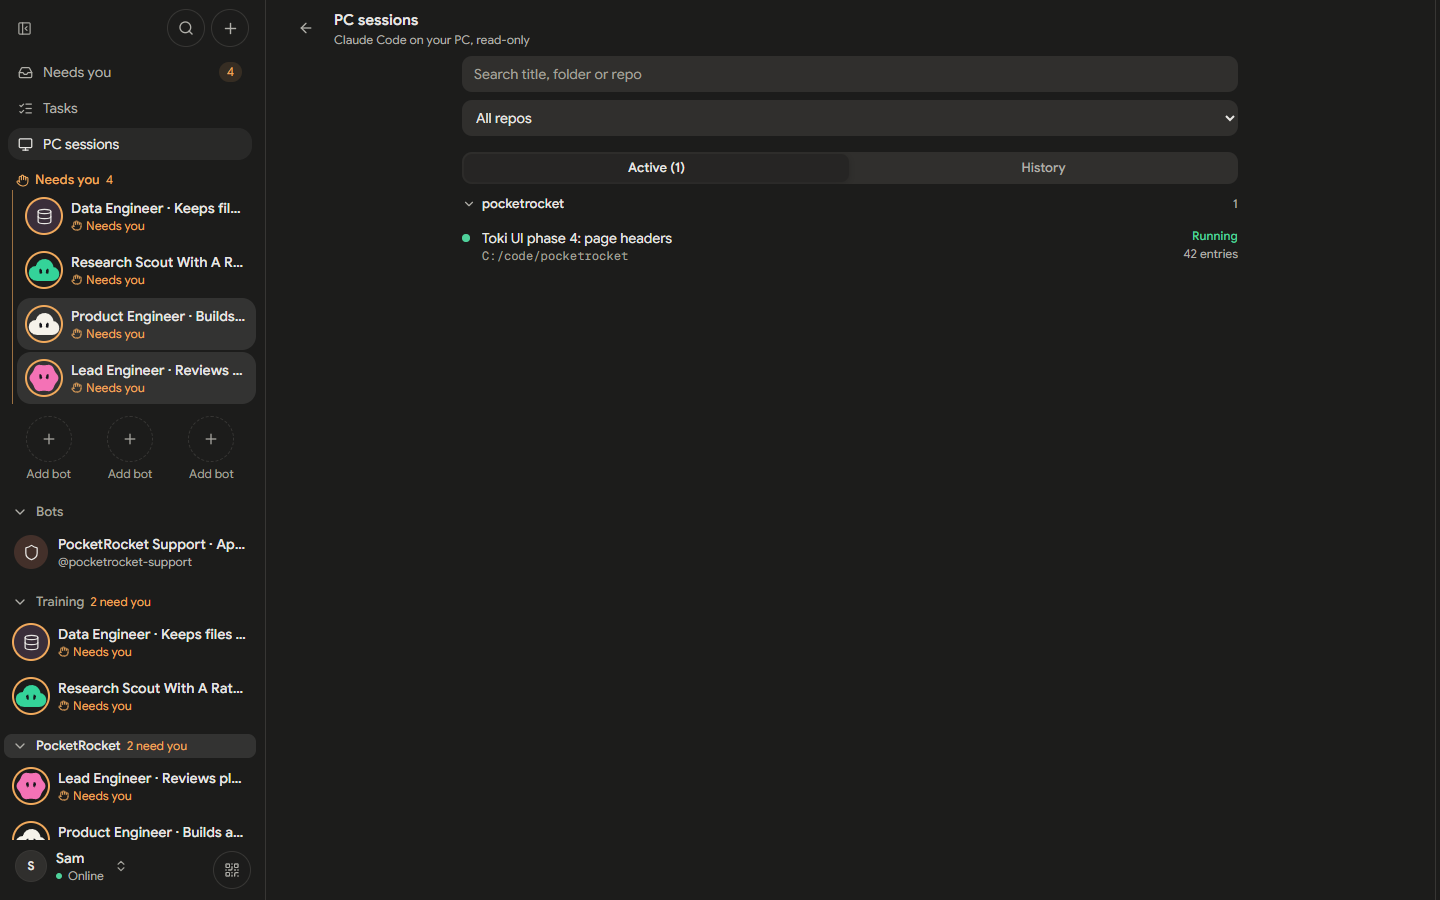 PC sessions
Claude Code on your PC, read-only
Needs you 4
Tasks
PC sessions
Needs you 4
Data Engineer · Keeps fil...
Needs you
Research Scout With A R...
Needs you
Product Engineer · Builds...
Needs you
Lead Engineer · Reviews ...
Needs you
Add bot Add bot Add bot
Bots
PocketRocket Support · Ap...
@pocketrocket-support
Training 2 need you
Data Engineer · Keeps files ...
Needs you
Research Scout With A Rat...
Needs you
PocketRocket 2 need you
Lead Engineer · Reviews pl...
Needs you
Product Engineer · Builds a...
S Sam
Online
Search title, folder or repo
All repos
Active (1) History
pocketrocket 1
Toki UI phase 4: page headers Running
C:/code/pocketrocket 42 entries